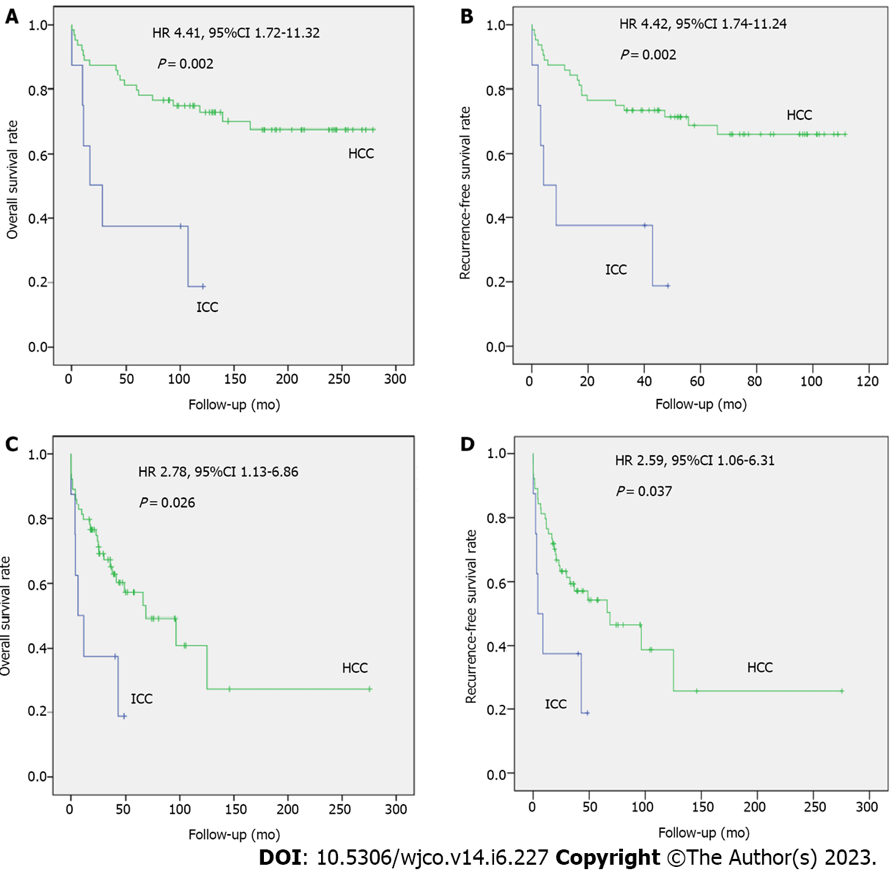 A
HR 4.41, 95%CI 1.72-11.32
P = 0.002
Overall survival rate
1.0
0.8
0.6
0.4
0.2
0.0
HCC
ICC
0 50 100 150 200 250 300
Follow-up (mo)
B
HR 4.42, 95%CI 1.74-11.24
P = 0.002
Recurrence-free survival rate
1.0
0.8
0.6
0.4
0.2
0.0
HCC
ICC
0 20 40 60 80 100 120
Follow-up (mo)
C
HR 2.78, 95%CI 1.13-6.86
P = 0.026
Overall survival rate
1.0
0.8
0.6
0.4
0.2
0.0
HCC
ICC
0 50 100 150 200 250 300
Follow-up (mo)
D
HR 2.59, 95%CI 1.06-6.31
P = 0.037
Recurrence-free survival rate
1.0
0.8
0.6
0.4
0.2
0.0
HCC
ICC
0 50 100 150 200 250 300
Follow-up (mo)
DOI: 10.5306/wjco.v14.i6.227 Copyright ©The Author(s) 2023.